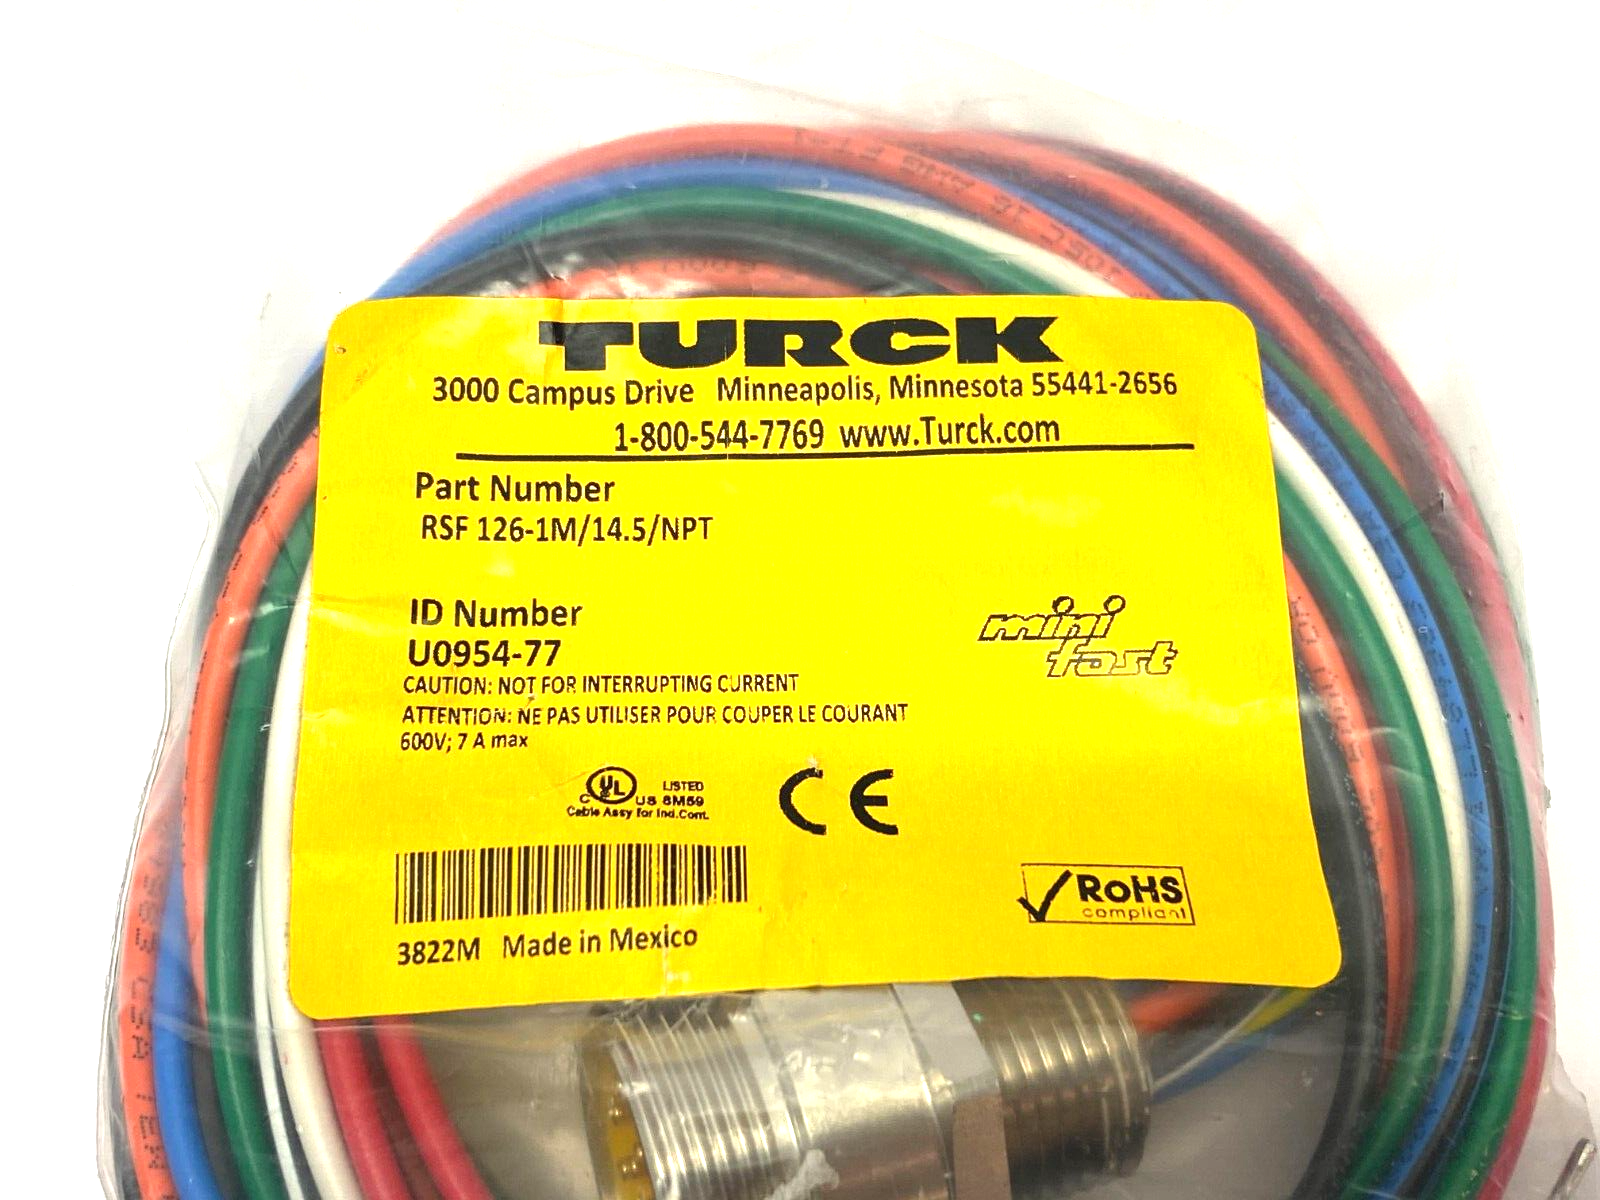 TURCK
3000 Campus Drive Minneapolis, Minnesota 55441-2656
1-800-544-7769 www.Turck.com
Part Number
RSF 126-1M/14.5/NPT
ID Number
U0954-77
mini
fast
CAUTION: NOT FOR INTERRUPTING CURRENT
ATTENTION: NE PAS UTILISER POUR COUPER LE COURANT
600V; 7 A max
C UL US LISTED 8M59
Cable Assy for Ind.Cont.
CE
RoHS
compliant
3822M Made in Mexico